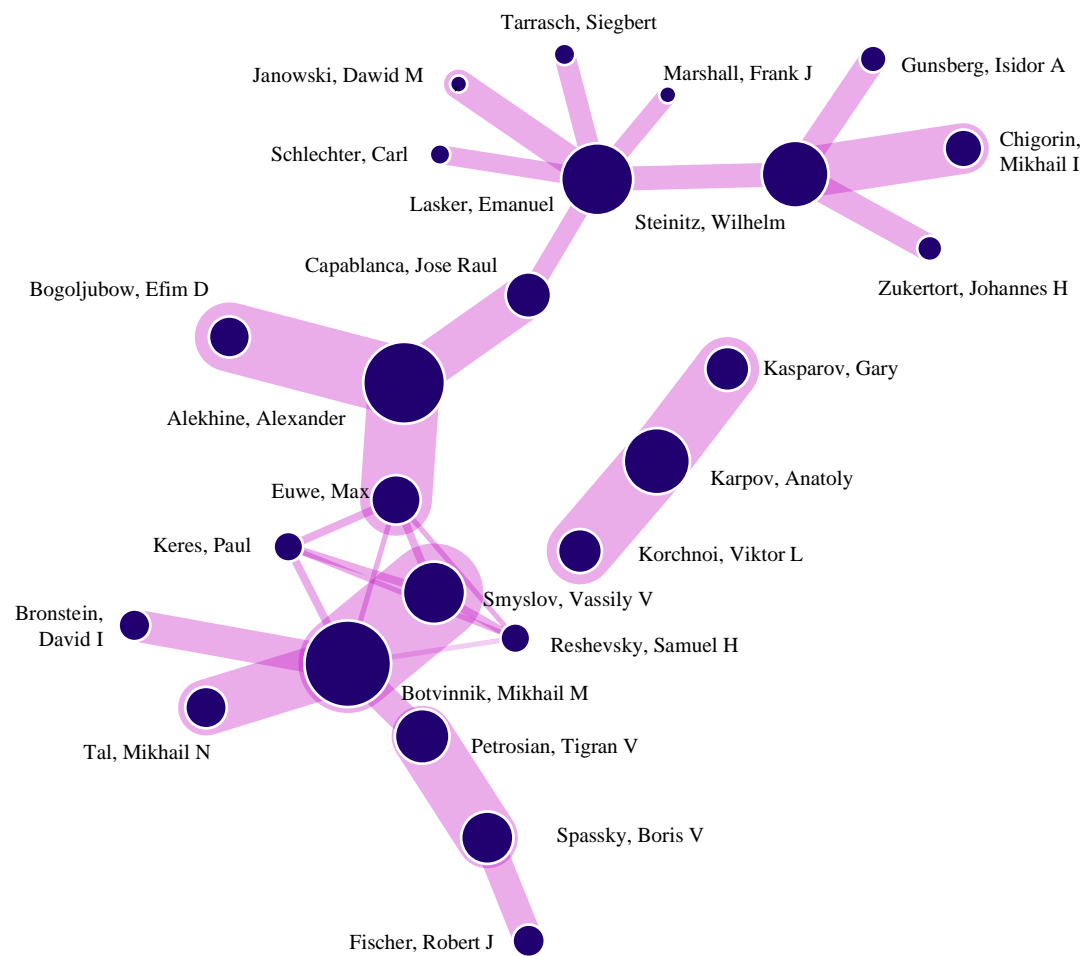 Tarrasch, Siegbert
Janowski, Dawid M
Marshall, Frank J
Gunsberg, Isidor A
Chigorin,
Mikhail I
Schlechter, Carl
Lasker, Emanuel
Steinitz, Wilhelm
Capablanca, Jose Raul
Zukertort, Johannes H
Bogoljubow, Efim D
Kasparov, Gary
Alekhine, Alexander
Karpov, Anatoly
Euwe, Max
Keres, Paul
Korchnoi, Viktor L
Smyslov, Vassily V
Bronstein,
David I
Reshevsky, Samuel H
Botvinnik, Mikhail M
Tal, Mikhail N
Petrosian, Tigran V
Spassky, Boris V
Fischer, Robert J